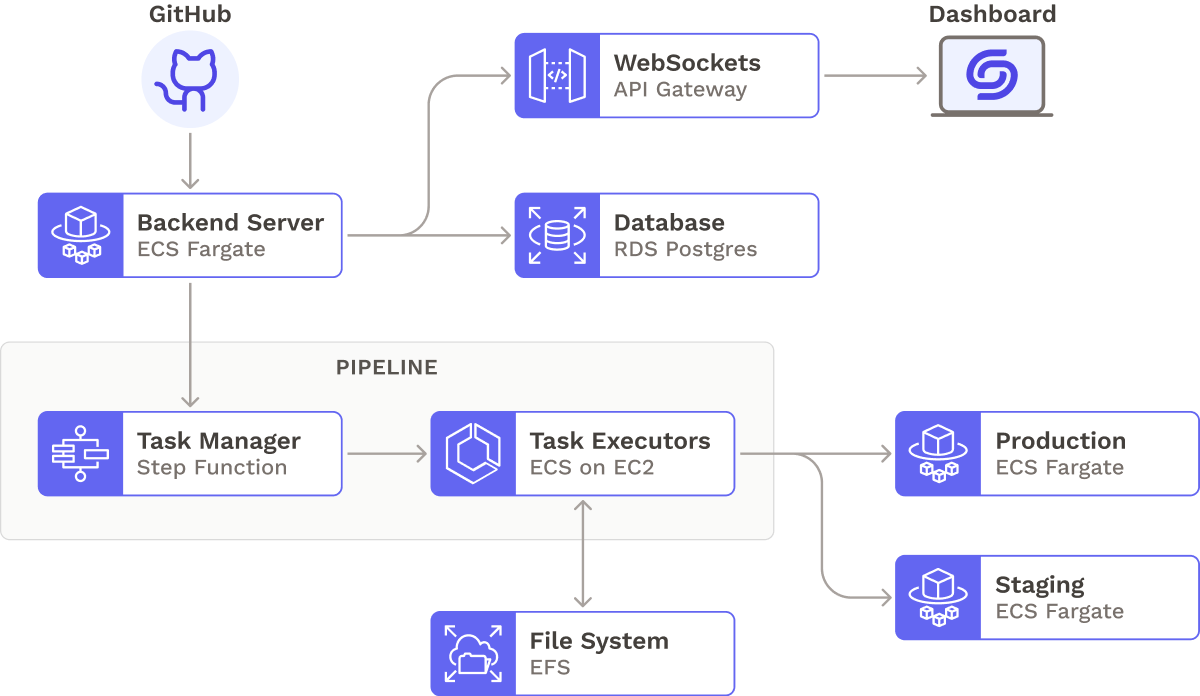 GitHub
Dashboard
WebSockets
API Gateway
</>
Backend Server
ECS Fargate
Database
RDS Postgres
PIPELINE
Task Manager
Step Function
Task Executors
ECS on EC2
Production
ECS Fargate
Staging
ECS Fargate
File System
EFS